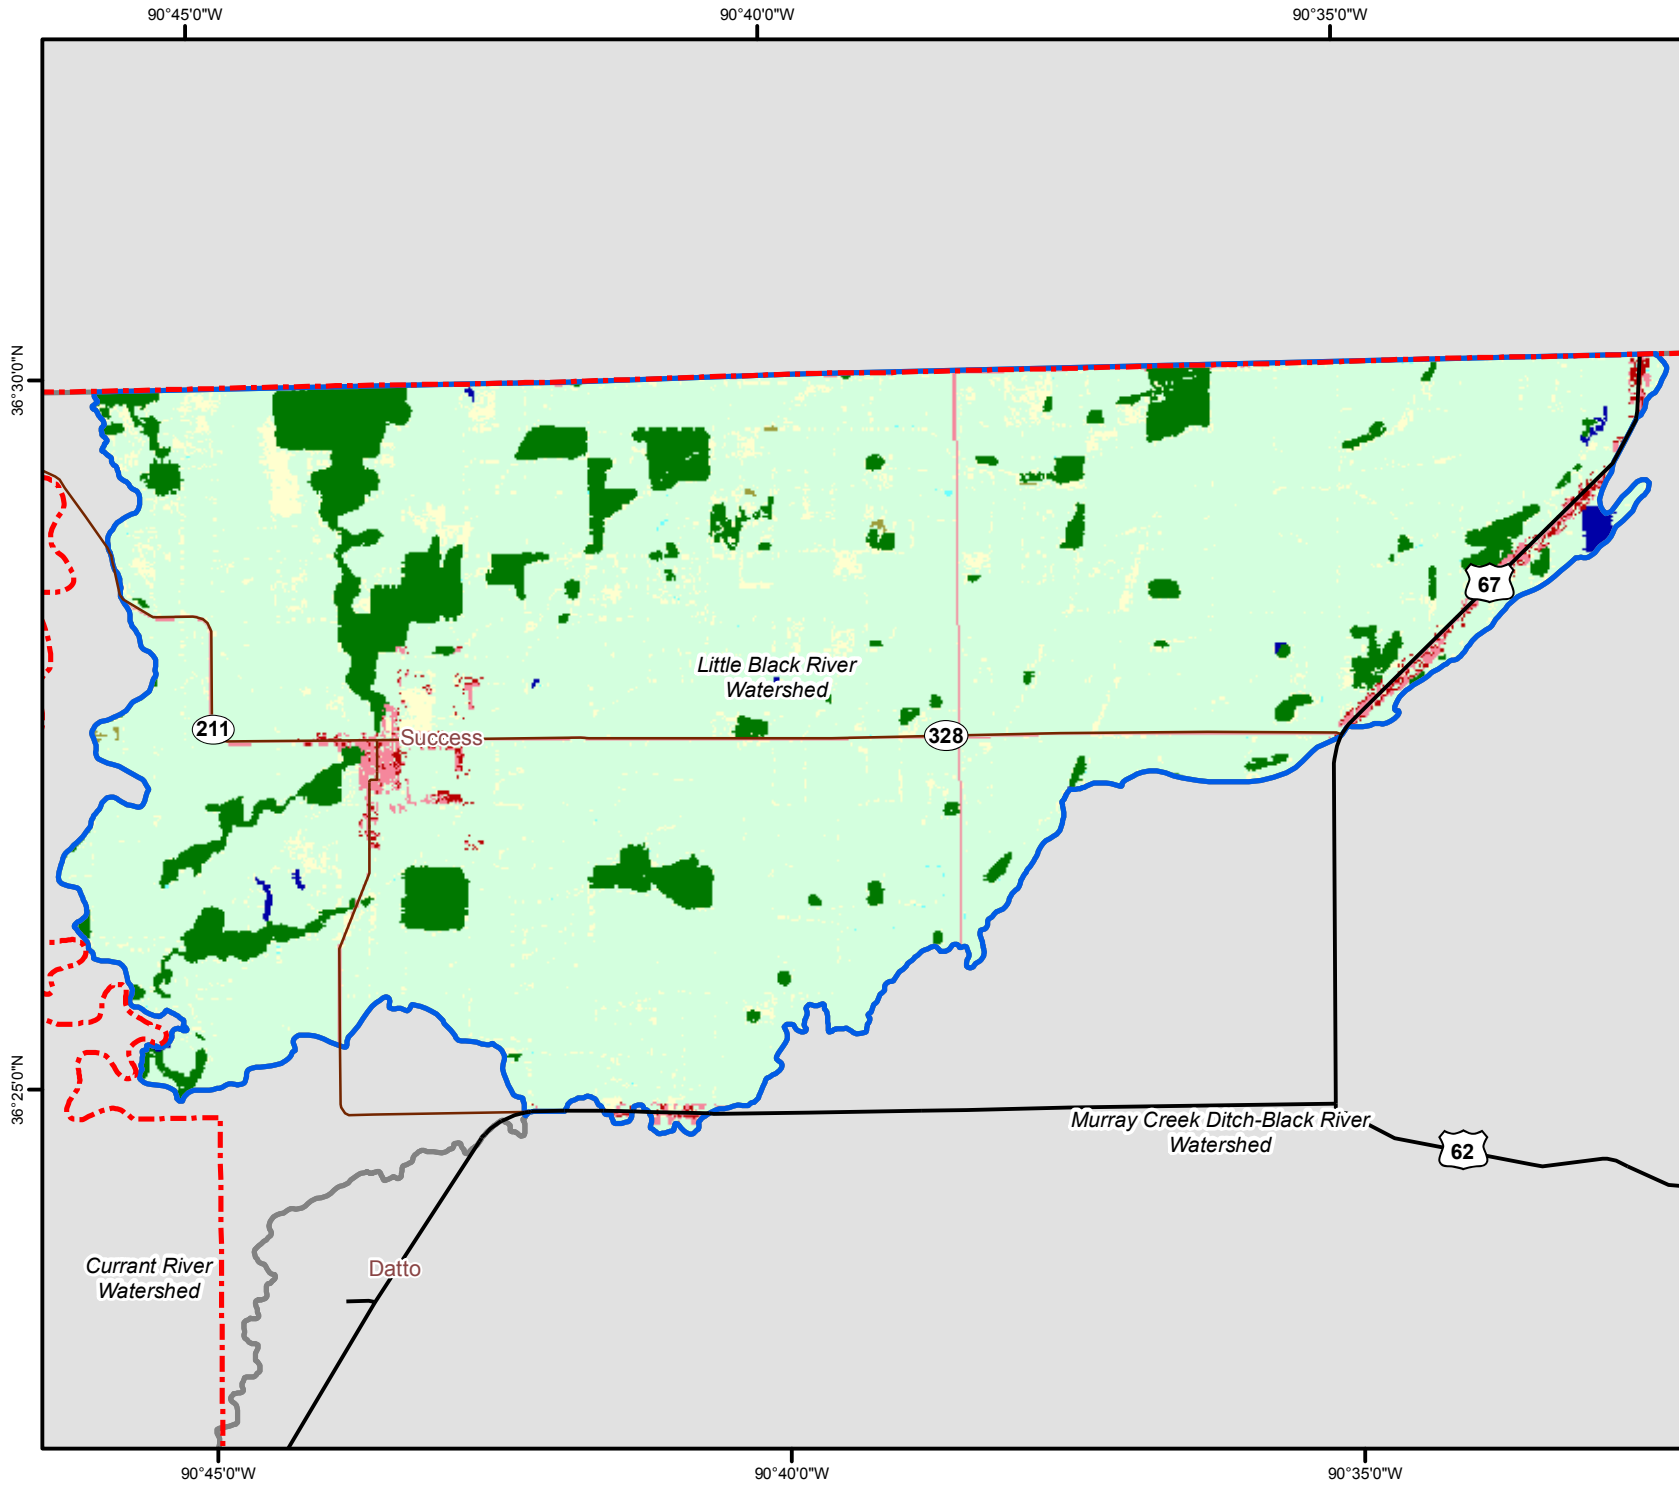 90°45'0"W
90°40'0"W
90°35'0"W
36°30'0"N
67
Little Black River
Watershed
211
Success
328
36°25'0"N
Murray Creek Ditch-Black River
Watershed
62
Currant River
Watershed
Datto
90°45'0"W
90°40'0"W
90°35'0"W